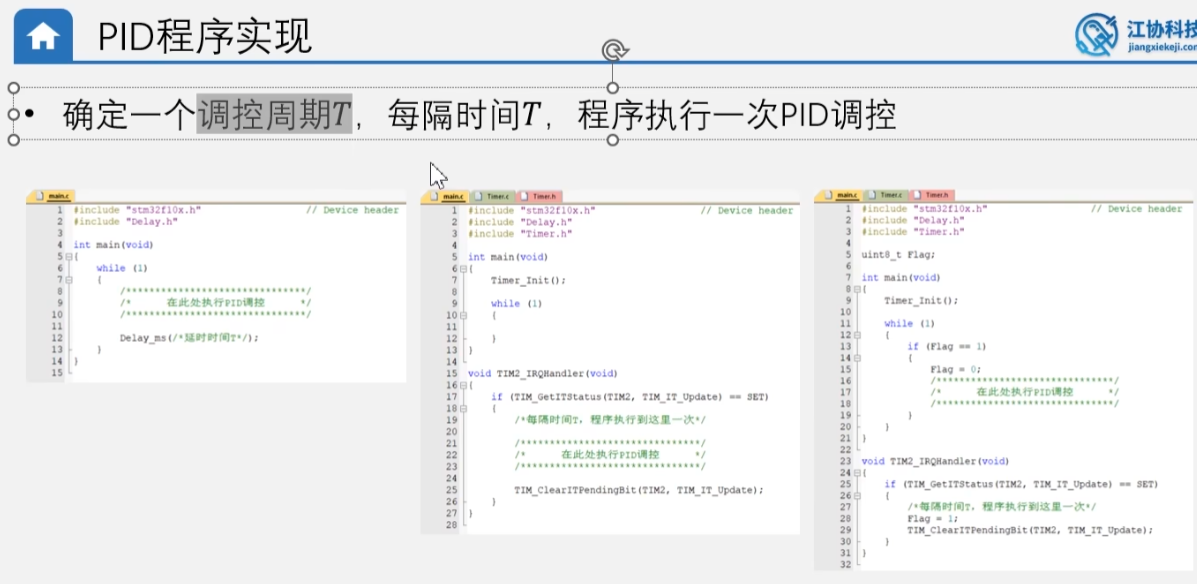 PID程序实现
江协科技
jiangxiekeji.com
• 确定一个调控周期T，每隔时间T，程序执行一次PID调控
main.c
1 #include "stm32f10x.h" // Device header
2 #include "Delay.h"
3
4 int main(void)
5 {
6 while (1)
7 {
8 /*******************************/
9 /* 在此处执行PID调控 */
10 /*******************************/
11
12 Delay_ms(/*延时时间T*/);
13 }
14 }
15
main.c Timer.c Timer.h
1 #include "stm32f10x.h" // Device header
2 #include "Delay.h"
3 #include "Timer.h"
4
5 int main(void)
6 {
7 Timer_Init();
8
9 while (1)
10 {
11
12 }
13 }
14
15 void TIM2_IRQHandler(void)
16 {
17 if (TIM_GetITStatus(TIM2, TIM_IT_Update) == SET)
18 {
19 /*每隔时间T，程序执行到这里一次*/
20
21 /*******************************/
22 /* 在此处执行PID调控 */
23 /*******************************/
24
25 TIM_ClearITPendingBit(TIM2, TIM_IT_Update);
26 }
27 }
28
main.c Timer.c Timer.h
1 #include "stm32f10x.h" // Device header
2 #include "Delay.h"
3 #include "Timer.h"
4
5 uint8_t Flag;
6
7 int main(void)
8 {
9 Timer_Init();
10
11 while (1)
12 {
13 if (Flag == 1)
14 {
15 Flag = 0;
16 /*******************************/
17 /* 在此处执行PID调控 */
18 /*******************************/
19 }
20 }
21 }
22
23 void TIM2_IRQHandler(void)
24 {
25 if (TIM_GetITStatus(TIM2, TIM_IT_Update) == SET)
26 {
27 /*每隔时间T，程序执行到这里一次*/
28 Flag = 1;
29 TIM_ClearITPendingBit(TIM2, TIM_IT_Update);
30 }
31 }
32